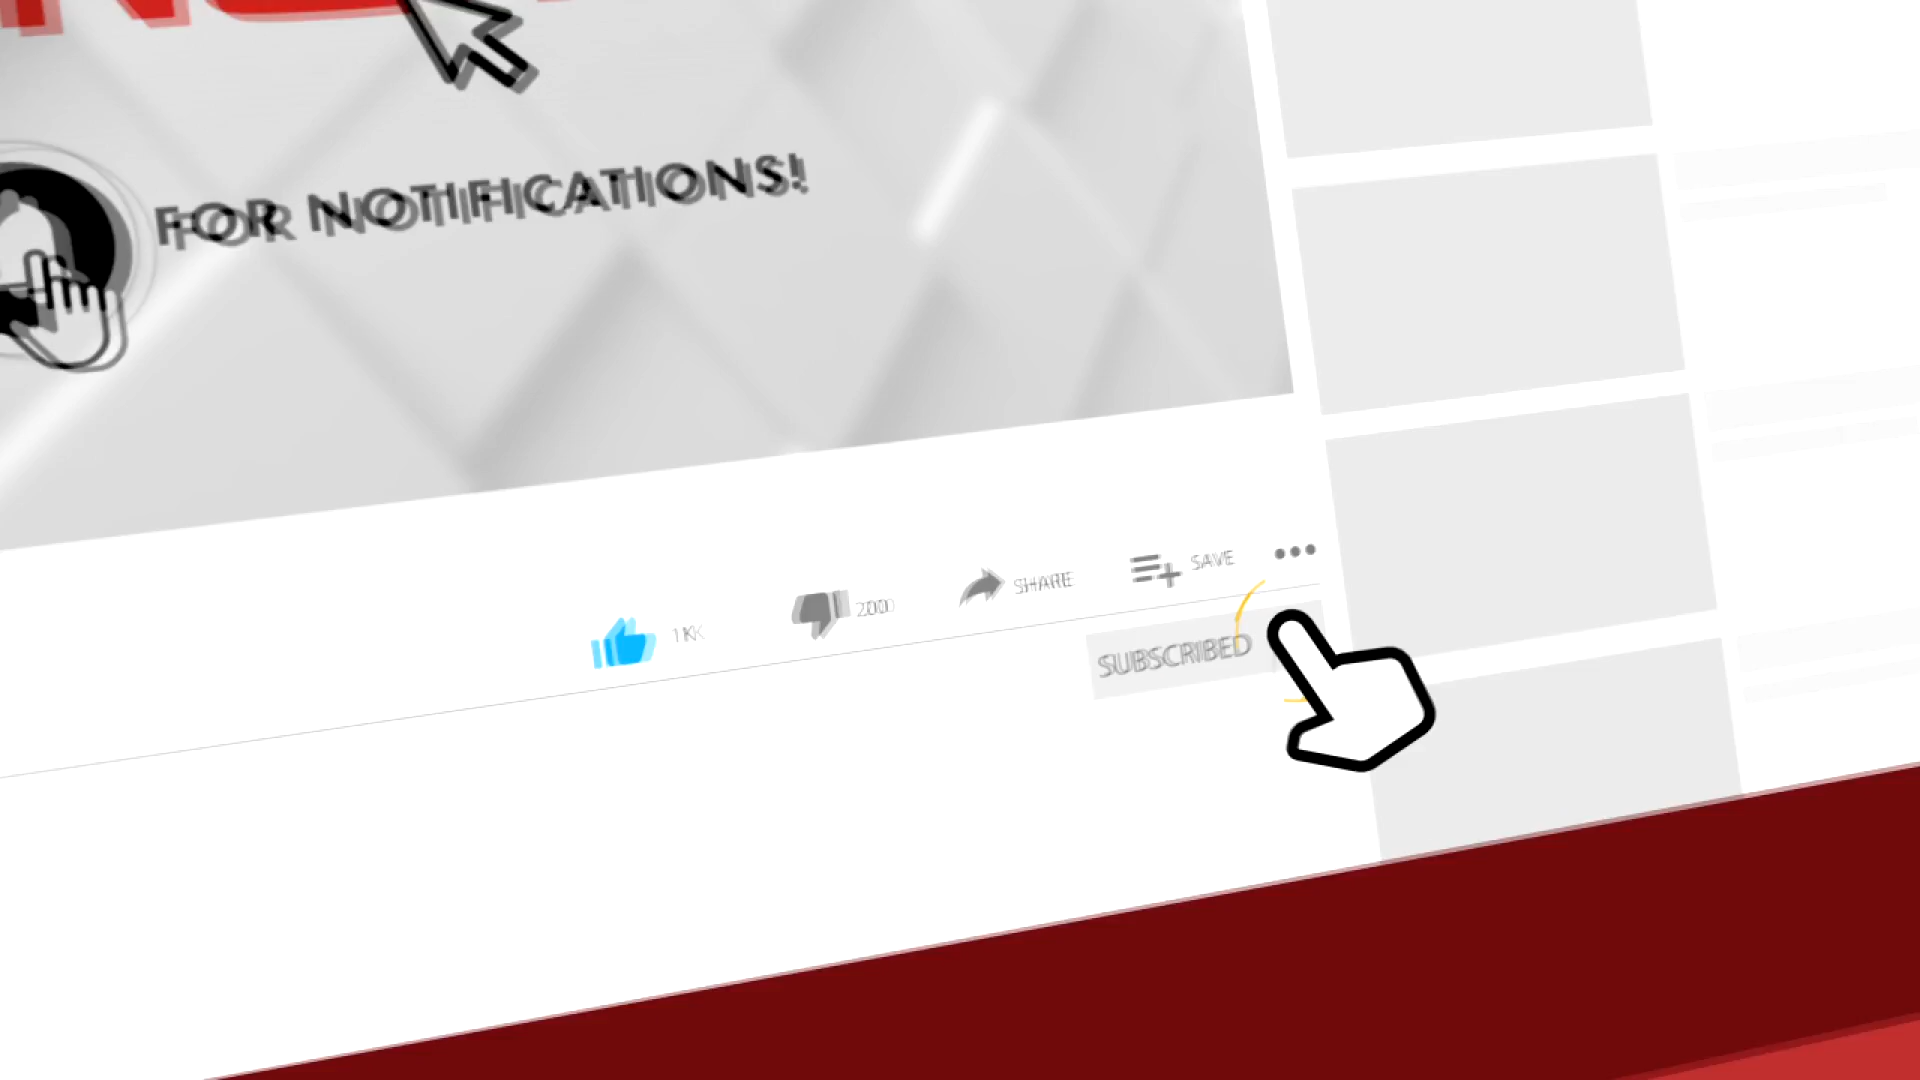 FOR NOTIFICATIONS!
1K
200
SHARE
SAVE
SUBSCRIBED